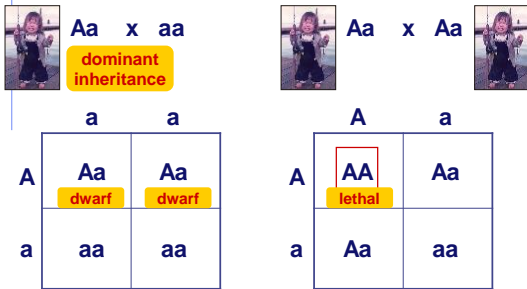 Aa x aa
dominant
inheritance
a a
A Aa Aa
dwarf dwarf
a aa aa
Aa x Aa
A a
A AA Aa
lethal
a Aa aa